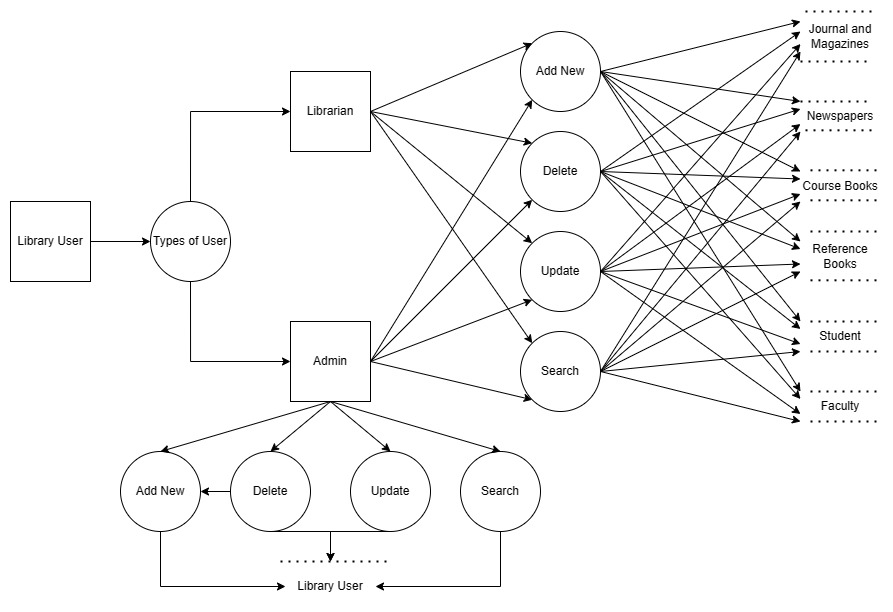 Journal and
Magazines
Add New
Librarian
Newspapers
Delete
Course Books
Library User
Types of User
Reference
Books
Update
Student
Admin
Search
Faculty
Add New
Delete
Update
Search
Library User